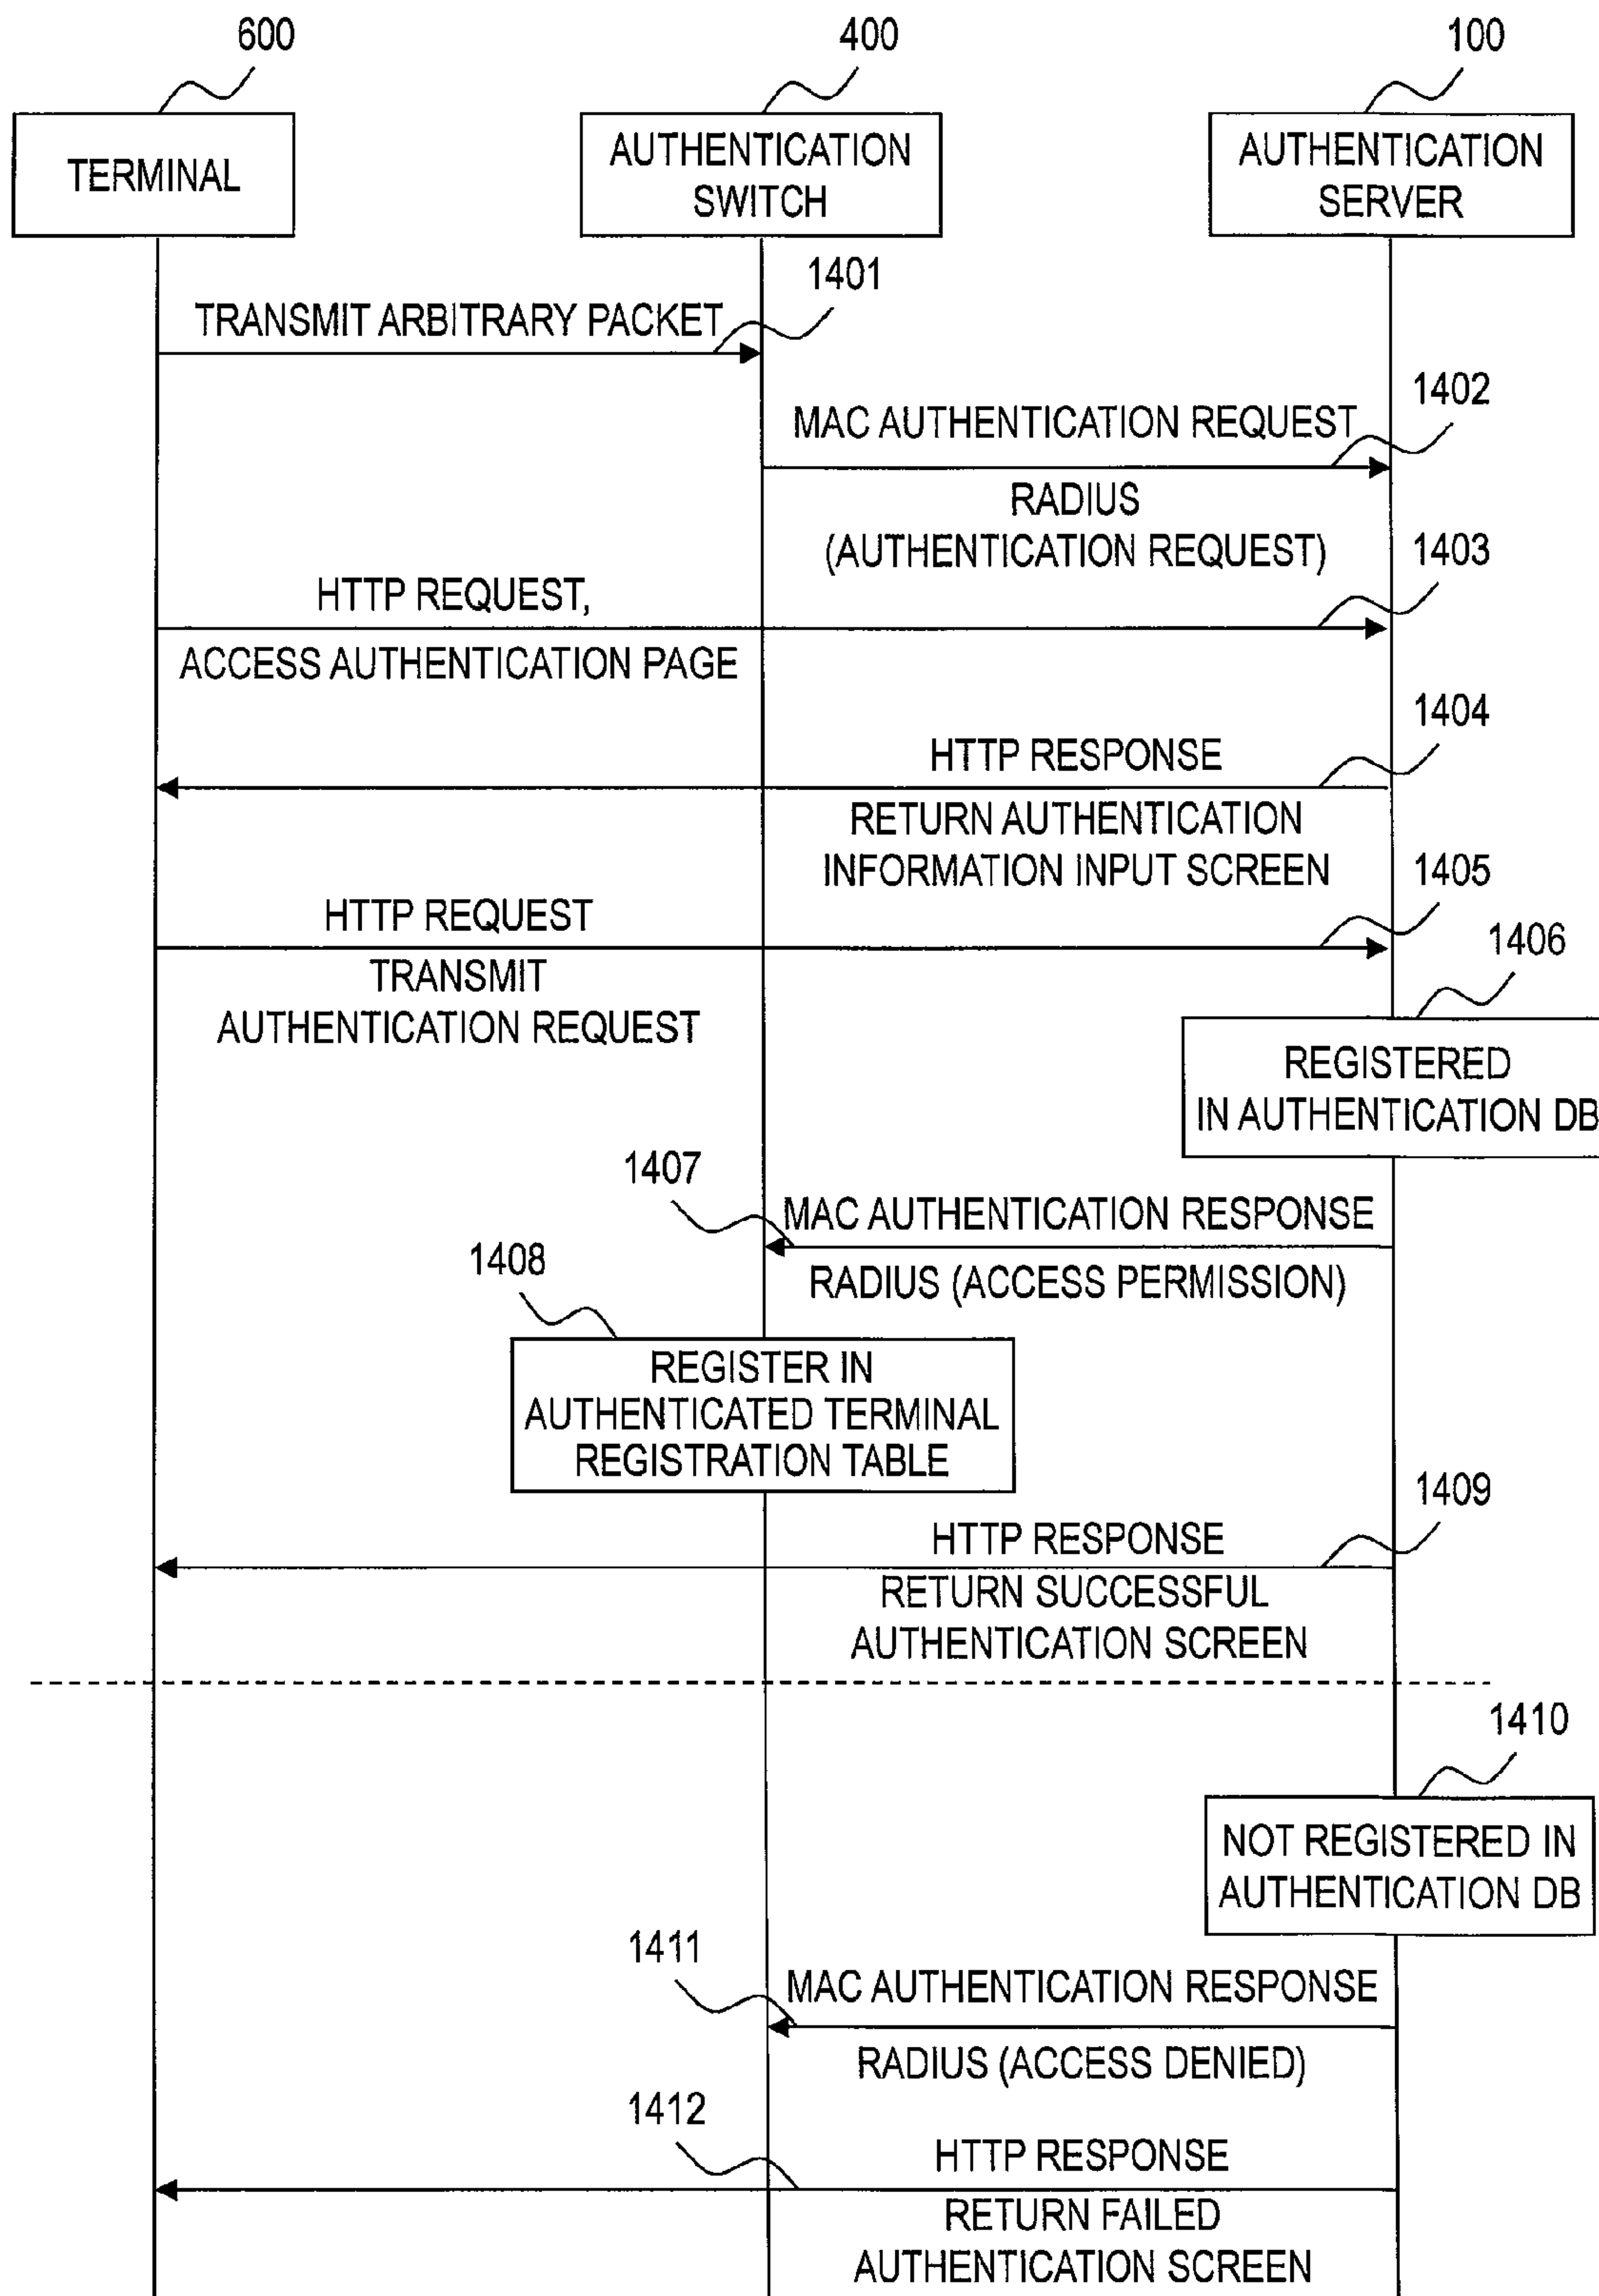 600
400
100
TERMINAL
AUTHENTICATION
SWITCH
AUTHENTICATION
SERVER
1401
TRANSMIT ARBITRARY PACKET
1402
MAC AUTHENTICATION REQUEST
RADIUS
(AUTHENTICATION REQUEST)
1403
HTTP REQUEST,
ACCESS AUTHENTICATION PAGE
1404
HTTP RESPONSE
RETURN AUTHENTICATION
INFORMATION INPUT SCREEN
1405
HTTP REQUEST
TRANSMIT
AUTHENTICATION REQUEST
1406
REGISTERED
IN AUTHENTICATION DB
1407
MAC AUTHENTICATION RESPONSE
RADIUS (ACCESS PERMISSION)
1408
REGISTER IN
AUTHENTICATED TERMINAL
REGISTRATION TABLE
1409
HTTP RESPONSE
RETURN SUCCESSFUL
AUTHENTICATION SCREEN
1410
NOT REGISTERED IN
AUTHENTICATION DB
1411
MAC AUTHENTICATION RESPONSE
RADIUS (ACCESS DENIED)
1412
HTTP RESPONSE
RETURN FAILED
AUTHENTICATION SCREEN